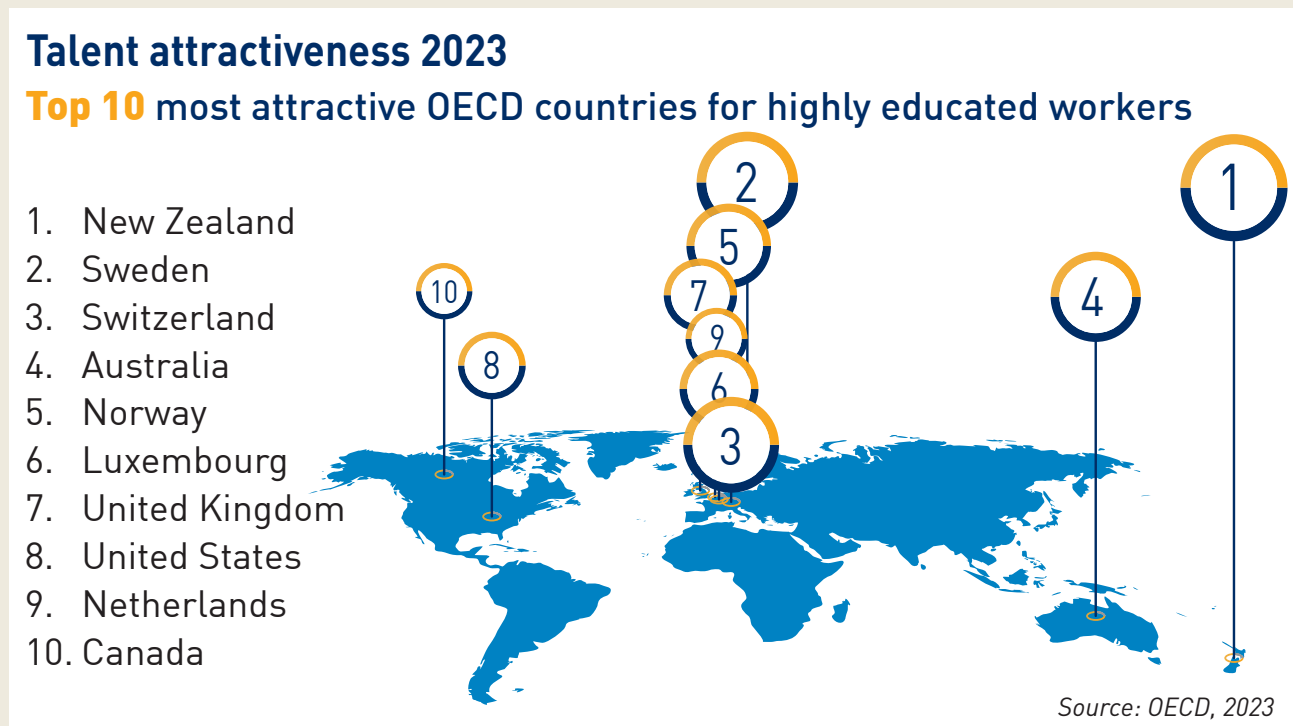 Talent attractiveness 2023
Top 10 most attractive OECD countries for highly educated workers
1. New Zealand
2. Sweden
3. Switzerland
4. Australia
5. Norway
6. Luxembourg
7. United Kingdom
8. United States
9. Netherlands
10. Canada
2
1
5
10
7
4
9
8
6
3
Source: OECD, 2023